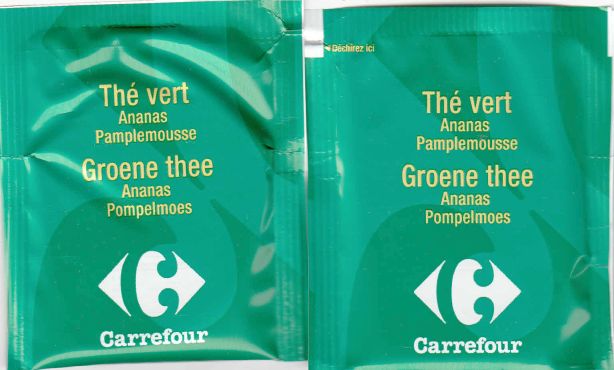 Thé vert
Ananas
Pamplemousse
Groene thee
Ananas
Pompelmoes
Carrefour
Déchirez ici
Thé vert
Ananas
Pamplemousse
Groene thee
Ananas
Pompelmoes
Carrefour